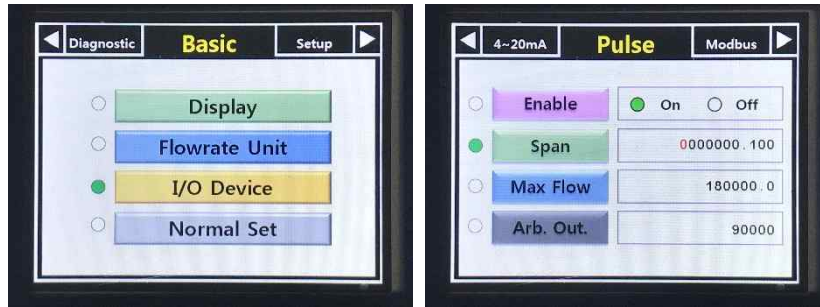 Diagnostic Basic Setup
Display
Flowrate Unit
I/O Device
Normal Set
4~20mA Pulse Modbus
Enable On Off
Span 0000000.100
Max Flow 180000.0
Arb. Out. 90000